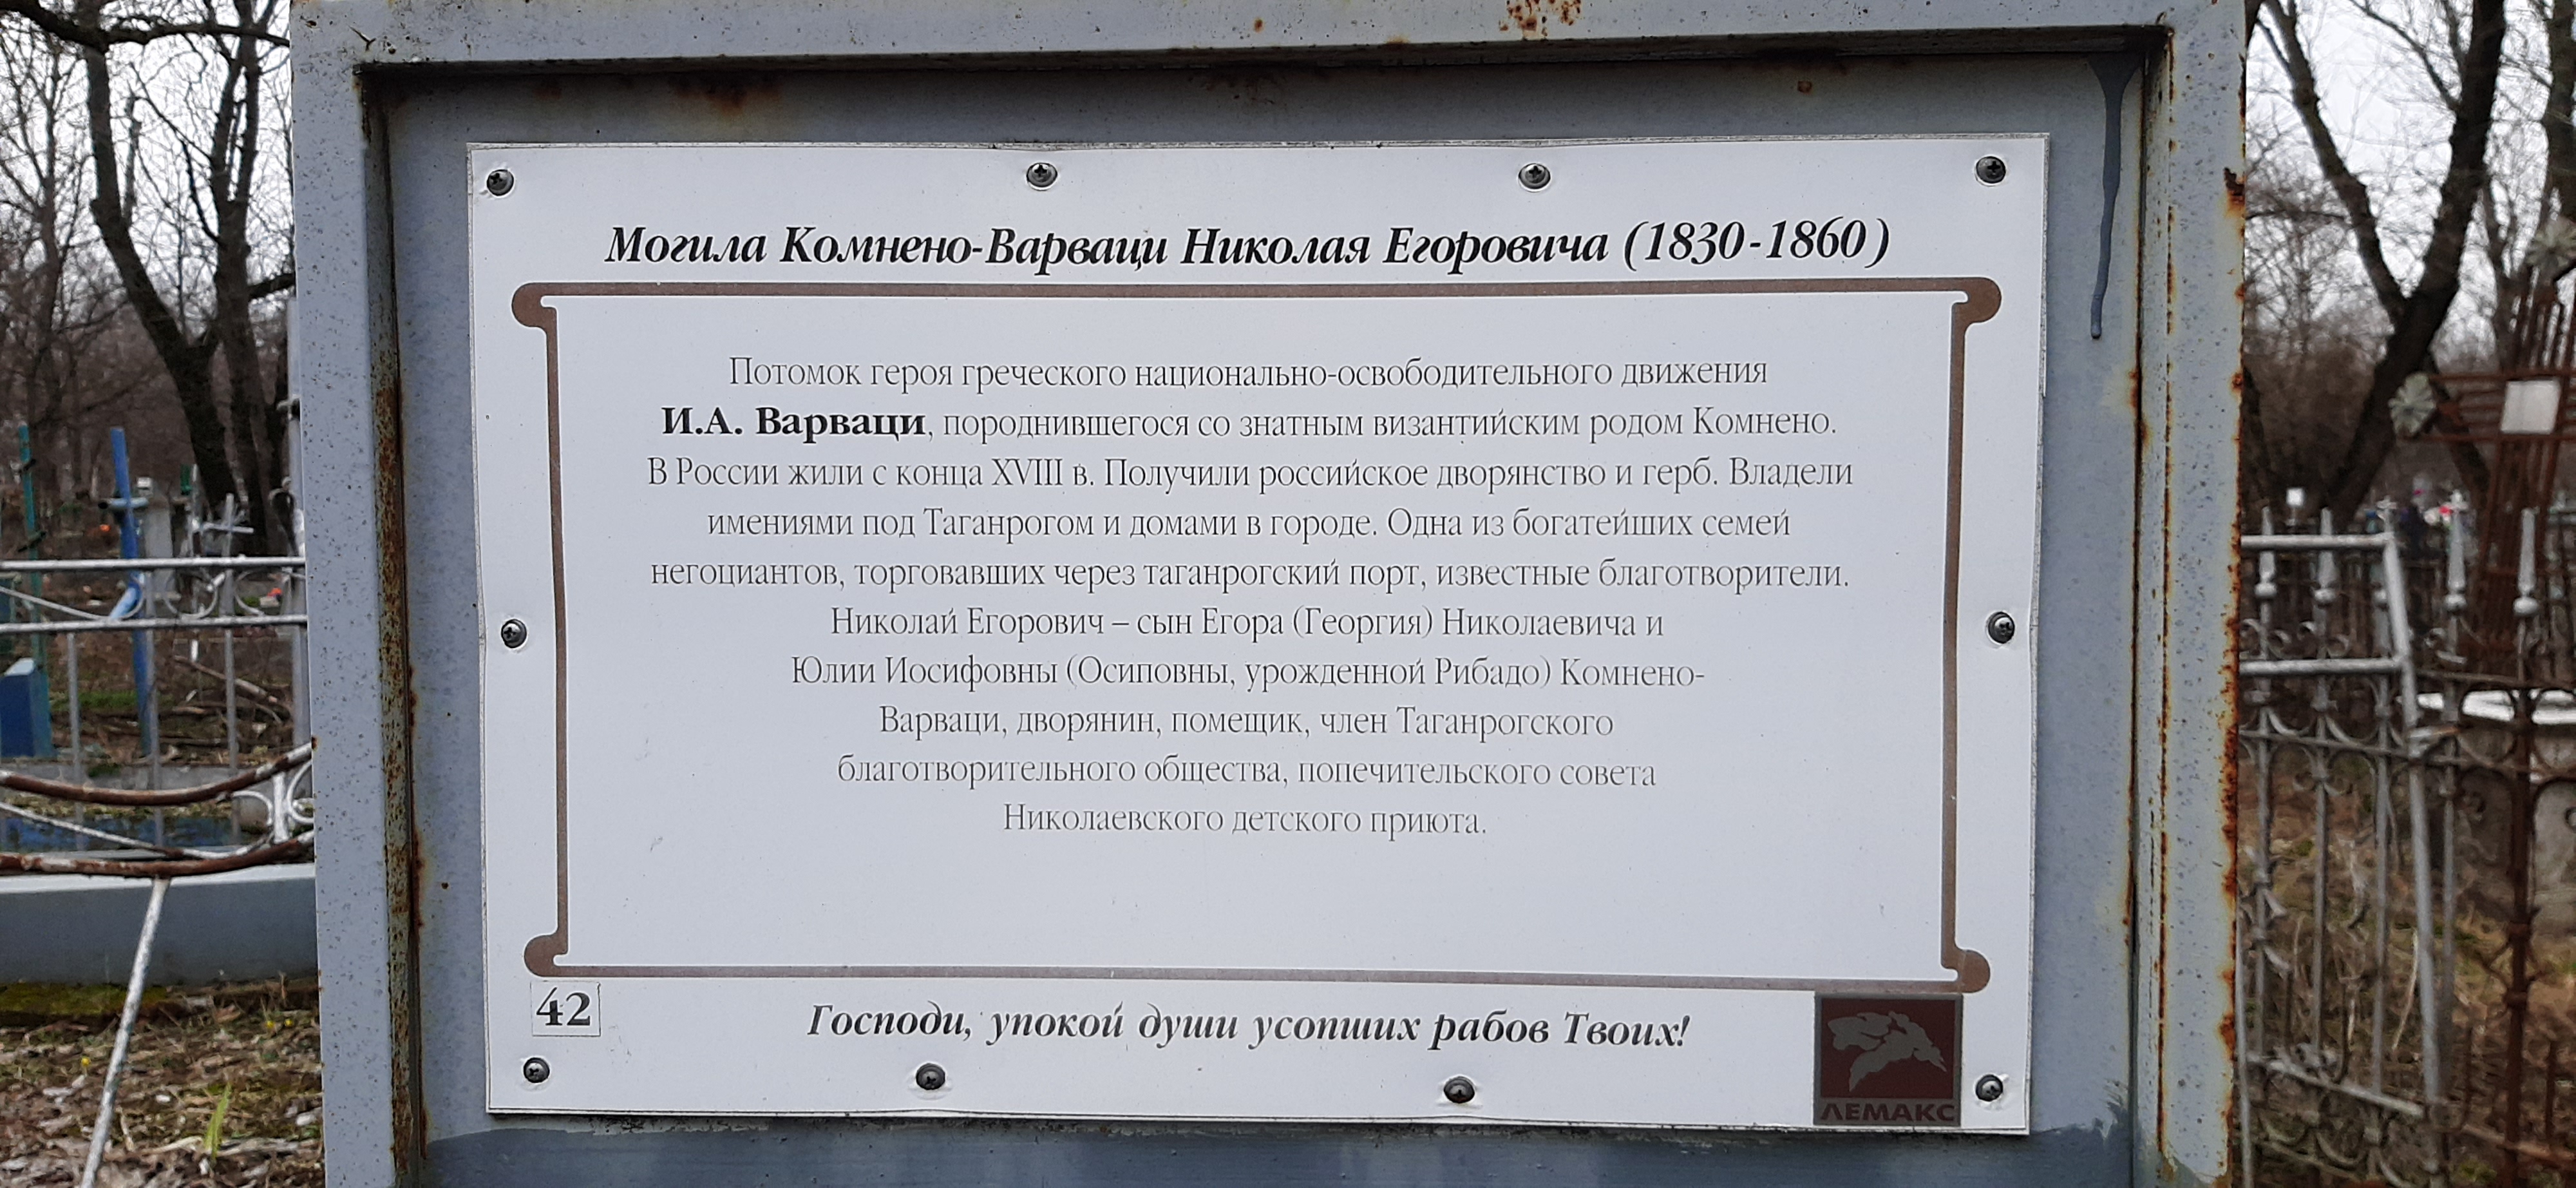 Могила Комнено-Варваци Николая Егоровича (1830-1860)
Потомок героя греческого национально-освободительного движения
И.А. Варваци, породнившегося со знатным византийским родом Комнено.
В России жили с конца XVIII в. Получили российское дворянство и герб. Владели
имениями под Таганрогом и домами в городе. Одна из богатейших семей
негоциантов, торговавших через таганрогский порт, известные благотворители.
Николай Егорович – сын Егора (Георгия) Николаевича и
Юлии Иосифовны (Осиповны, урожденной Рибадо) Комнено-
Варваци, дворянин, помещик, член Таганрогского
благотворительного общества, попечительского совета
Николаевского детского приюта.
42
Господи, упокой души усопших рабов Твоих!
ЛЕМАКС